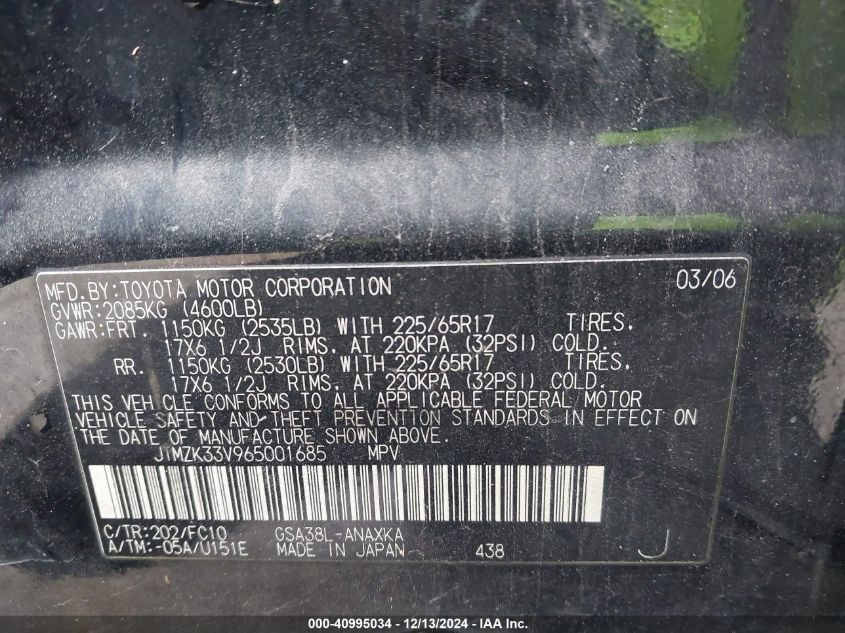 MFD.BY:TOYOTA MOTOR CORPORATION 03/06
GVWR:2085KG (4600LB)
GAWR:FRT. 1150KG (2535LB) WITH 225/65R17 TIRES.
17X6 1/2J RIMS. AT 220KPA (32PSI) COLD.
RR. 1150KG (2530LB) WITH 225/65R17 TIRES.
17X6 1/2J RIMS. AT 220KPA (32PSI) COLD.
THIS VEHICLE CONFORMS TO ALL APPLICABLE FEDERAL MOTOR
VEHICLE SAFETY AND THEFT PREVENTION STANDARDS IN EFFECT ON
THE DATE OF MANUFACTURE SHOWN ABOVE.
JTMZK33V965001685 MPV
C/TR:202/FC10 GSA38L-ANAXKA
A/TM:-05A/U151E MADE IN JAPAN 438 J
000-40995034 - 12/13/2024 - IAA Inc.